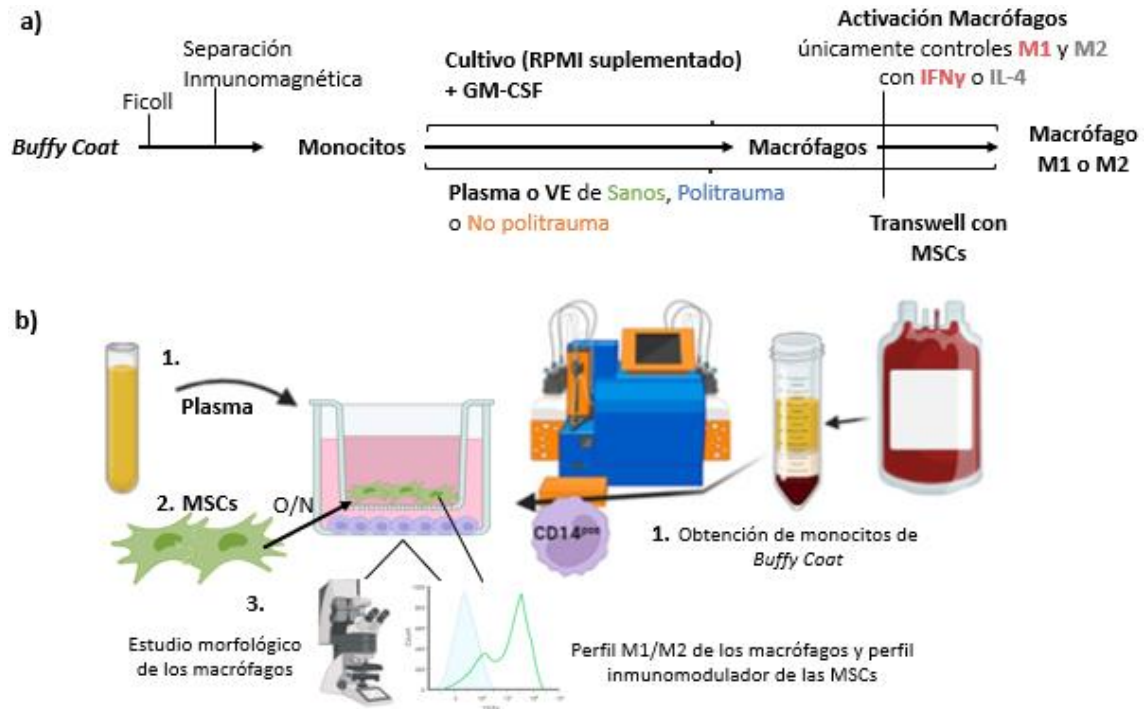 a)
Separación
Inmunomagnética
Ficoll
Buffy Coat
Monocitos
Cultivo (RPMI suplementado)
+ GM-CSF
Plasma o VE de Sanos, Politrauma
o No politrauma
Macrófagos
Activación Macrófagos
únicamente controles M1 y M2
con IFNγ o IL-4
Transwell con
MSCs
Macrófago
M1 o M2
b)
1.
Plasma
2. MSCs
O/N
CD14pos
1. Obtención de monocitos de
Buffy Coat
3.
Estudio morfológico
de los macrófagos
Count
Perfil M1/M2 de los macrófagos y perfil
inmunomodulador de las MSCs